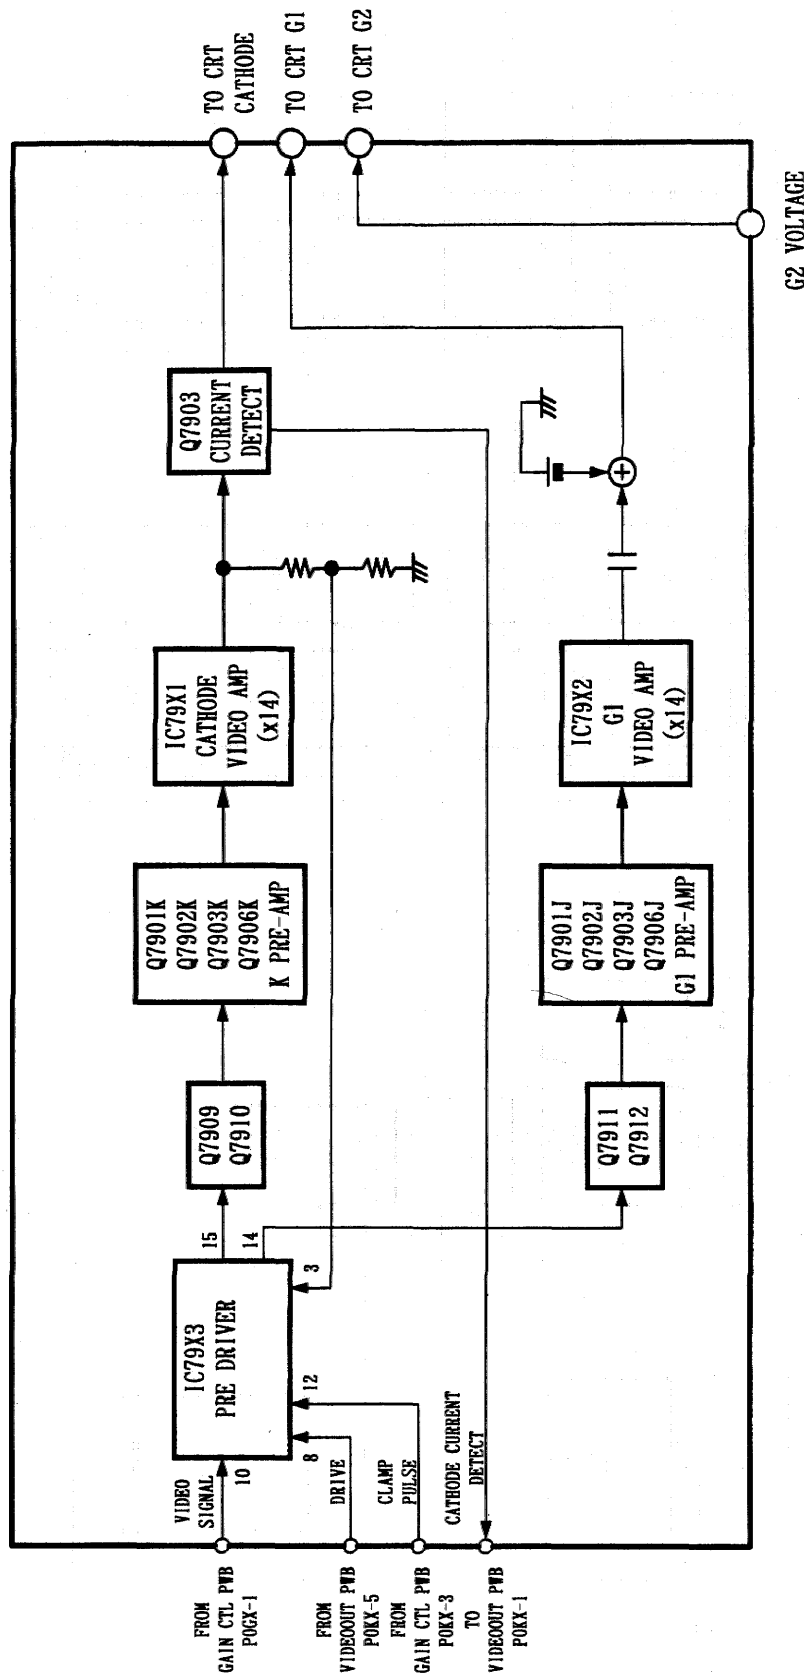 FROM
GAIN CTL PWB
POGX-1
FROM
VIDEOOUT PWB
POKX-5
FROM
GAIN CTL PWB
POKX-3
TO
VIDEOOUT PWB
POKX-1
VIDEO
SIGNAL
10
DRIVE
8
CLAMP
PULSE
12
CATHODE CURRENT
DETECT
IC79X3
PRE DRIVER
3
15
14
Q7909
Q7910
Q7901K
Q7902K
Q7903K
Q7906K
K PRE-AMP
IC79X1
CATHODE
VIDEO AMP
(x14)
Q7903
CURRENT
DETECT
Q7911
Q7912
Q7901J
Q7902J
Q7903J
Q7906J
G1 PRE-AMP
IC79X2
G1
VIDEO AMP
(x14)
+
TO CRT
CATHODE
TO CRT G1
TO CRT G2
G2 VOLTAGE